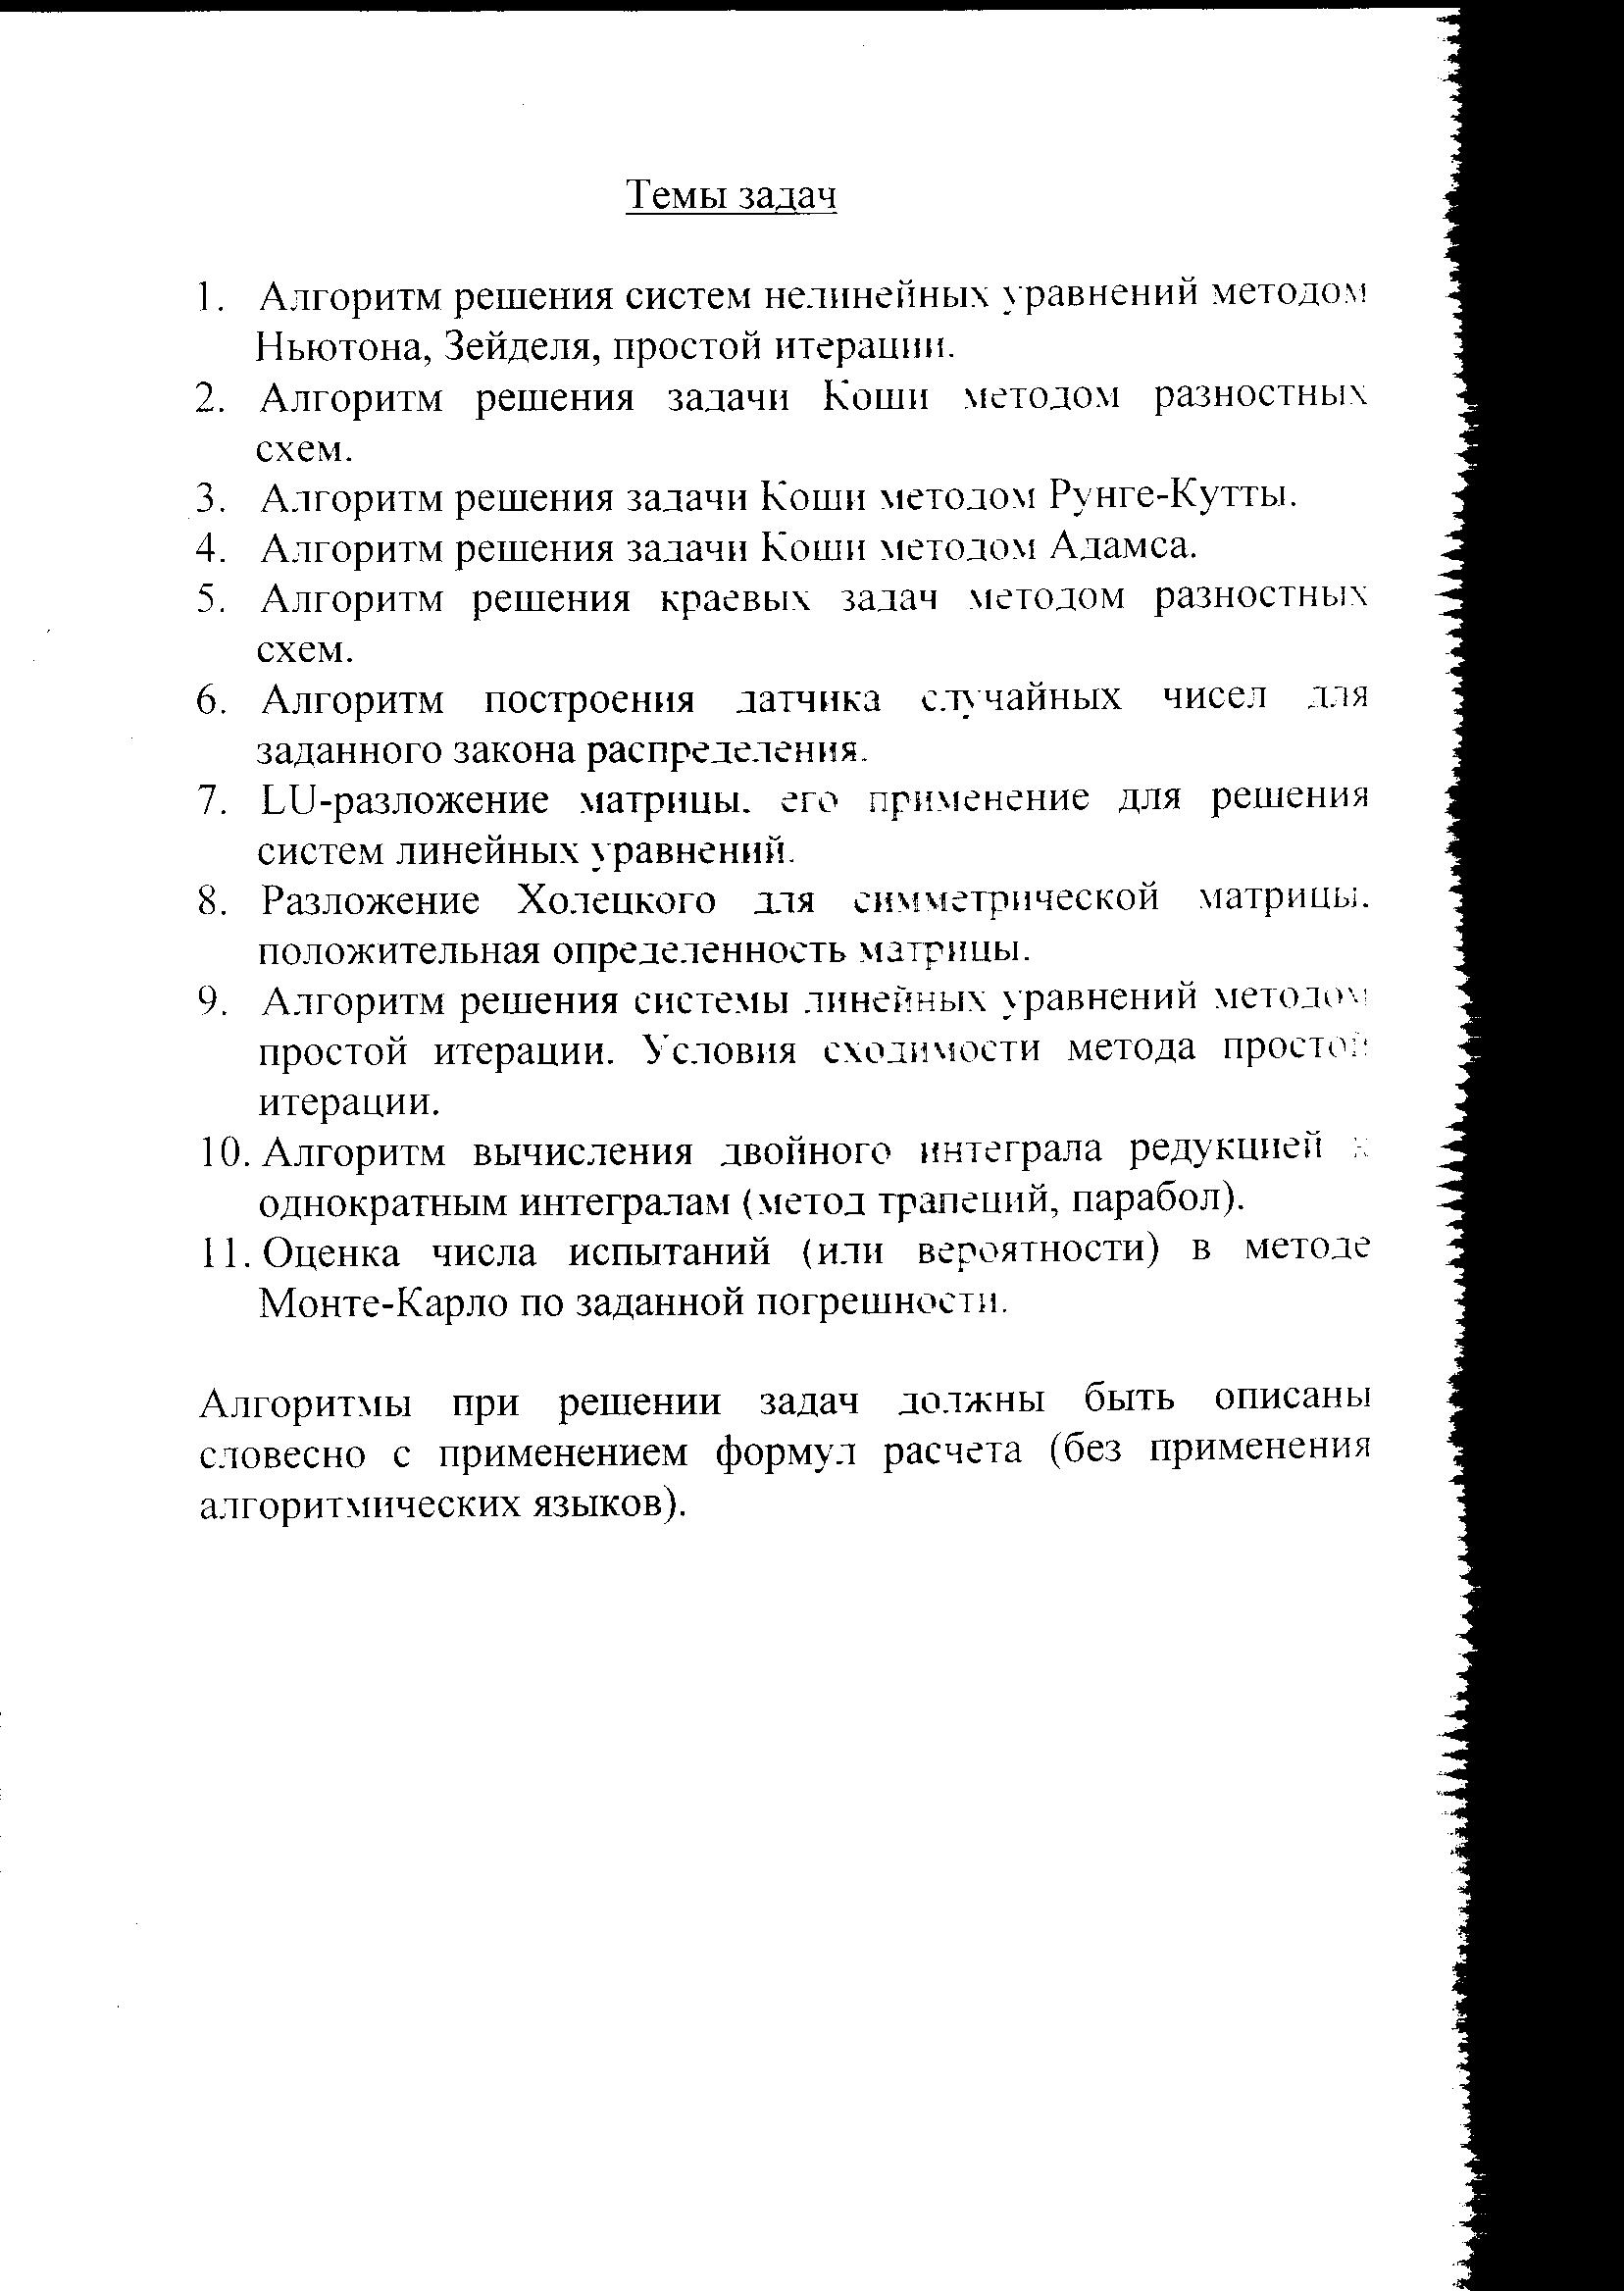 Темы задач
1. Алгоритм решения систем нелинейных уравнений методом
Ньютона, Зейделя, простой итерации.
2. Алгоритм решения задачи Коши методом разностных
схем.
3. Алгоритм решения задачи Коши методом Рунге-Кутты.
4. Алгоритм решения задачи Коши методом Адамса.
5. Алгоритм решения краевых задач методом разностных
схем.
6. Алгоритм построения датчика случайных чисел для
заданного закона распределения.
7. LU-разложение матрицы, его применение для решения
систем линейных уравнений.
8. Разложение Холецкого для симметрической матрицы,
положительная определенность матрицы.
9. Алгоритм решения системы линейных уравнений методом
простой итерации. Условия сходимости метода простой
итерации.
10. Алгоритм вычисления двойного интеграла редукцией к
однократным интегралам (метод трапеций, парабол).
11. Оценка числа испытаний (или вероятности) в методе
Монте-Карло по заданной погрешности.
Алгоритмы при решении задач должны быть описаны
словесно с применением формул расчета (без применения
алгоритмических языков).